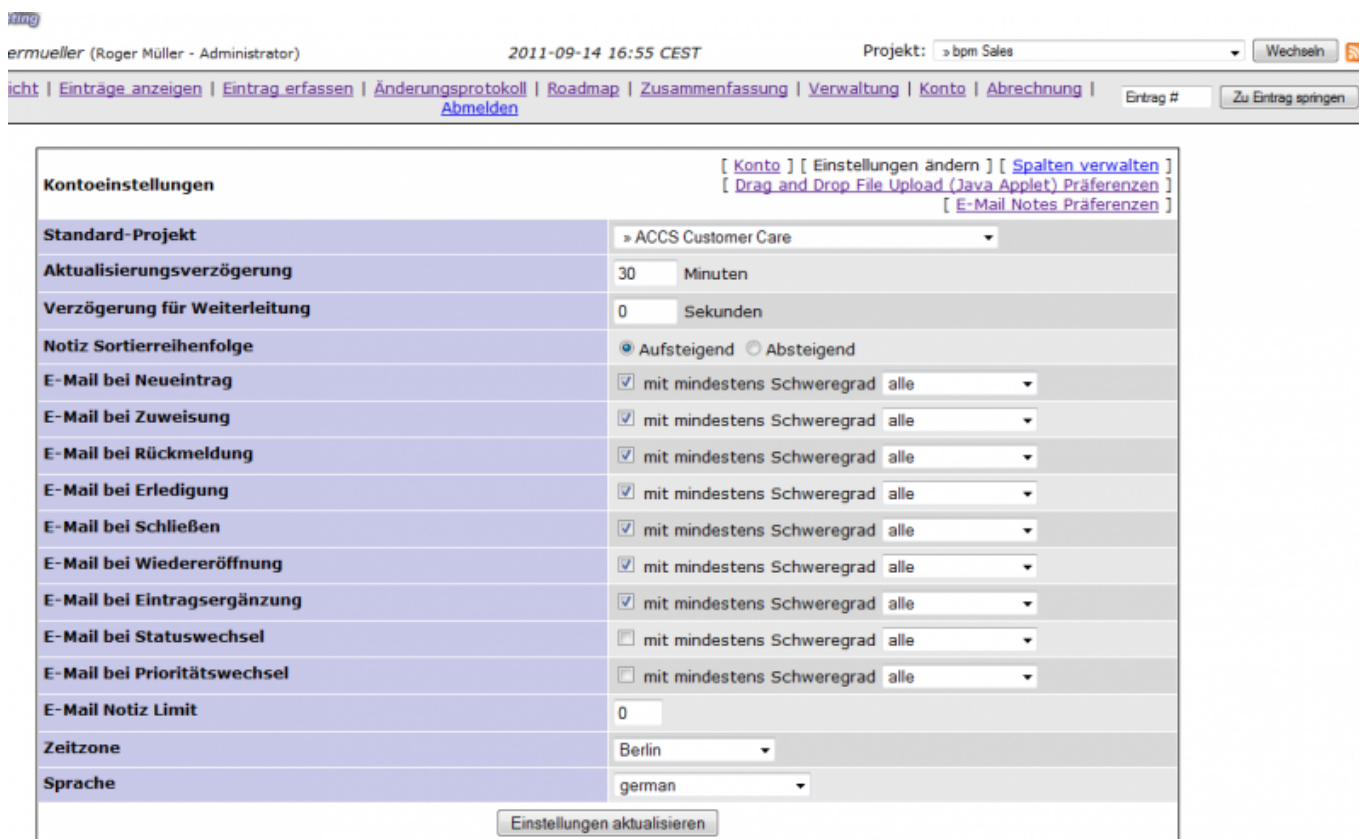 ermueller (Roger Müller - Administrator) 2011-09-14 16:55 CEST Projekt: » bpm Sales Wechseln
icht | Einträge anzeigen | Eintrag erfassen | Änderungsprotokoll | Roadmap | Zusammenfassung | Verwaltung | Konto | Abrechnung | Eintrag # Zu Eintrag springen
Abmelden
[ Konto ] [ Einstellungen ändern ] [ Spalten verwalten ]
Kontoeinstellungen [ Drag and Drop File Upload (Java Applet) Präferenzen ]
[ E-Mail Notes Präferenzen ]
Standard-Projekt » ACCS Customer Care
Aktualisierungsverzögerung 30 Minuten
Verzögerung für Weiterleitung 0 Sekunden
Notiz Sortierreihenfolge Aufsteigend Absteigend
E-Mail bei Neueintrag mit mindestens Schweregrad alle
E-Mail bei Zuweisung mit mindestens Schweregrad alle
E-Mail bei Rückmeldung mit mindestens Schweregrad alle
E-Mail bei Erledigung mit mindestens Schweregrad alle
E-Mail bei Schließen mit mindestens Schweregrad alle
E-Mail bei Wiedereröffnung mit mindestens Schweregrad alle
E-Mail bei Eintragsergänzung mit mindestens Schweregrad alle
E-Mail bei Statuswechsel mit mindestens Schweregrad alle
E-Mail bei Prioritätswechsel mit mindestens Schweregrad alle
E-Mail Notiz Limit 0
Zeitzone Berlin
Sprache german
Einstellungen aktualisieren